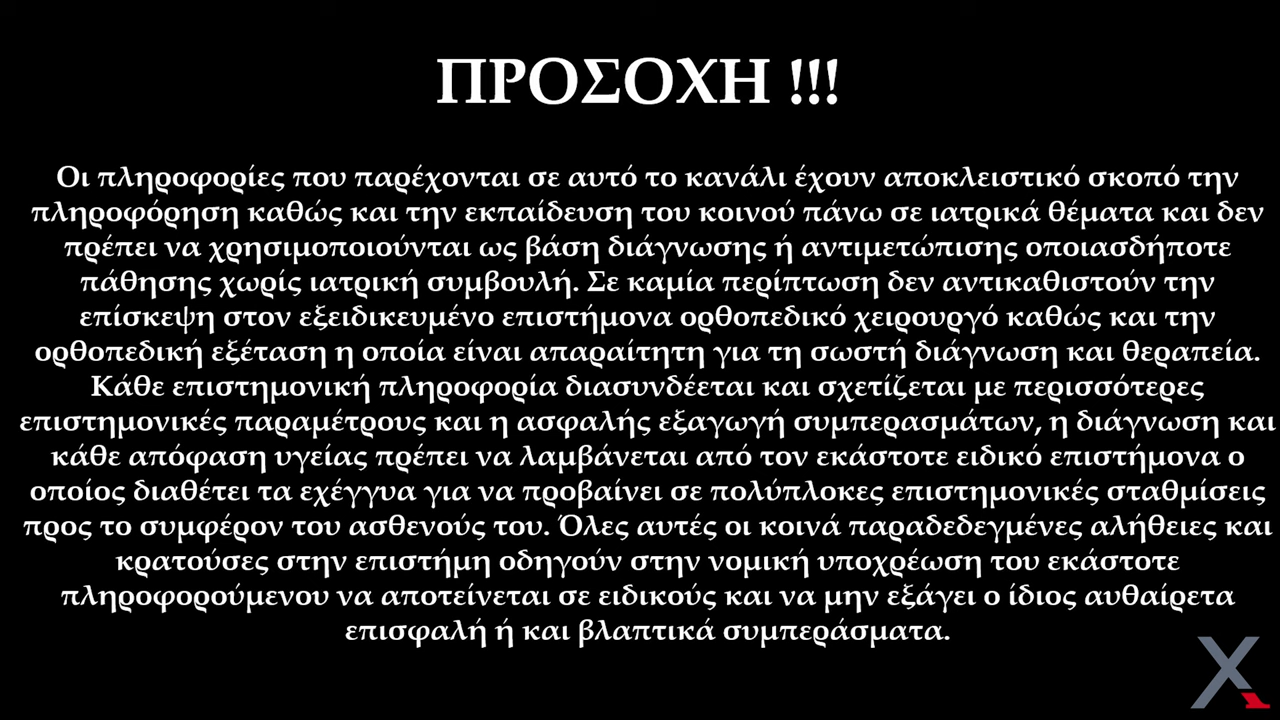 ΠΡΟΣΟΧΗ !!!
Οι πληροφορίες που παρέχονται σε αυτό το κανάλι έχουν αποκλειστικό σκοπό την
πληροφόρηση καθώς και την εκπαίδευση του κοινού πάνω σε ιατρικά θέματα και δεν
πρέπει να χρησιμοποιούνται ως βάση διάγνωσης ή αντιμετώπισης οποιασδήποτε
πάθησης χωρίς ιατρική συμβουλή. Σε καμία περίπτωση δεν αντικαθιστούν την
επίσκεψη στον εξειδικευμένο επιστήμονα ορθοπεδικό χειρουργό καθώς και την
ορθοπεδική εξέταση η οποία είναι απαραίτητη για τη σωστή διάγνωση και θεραπεία.
Κάθε επιστημονική πληροφορία διασυνδέεται και σχετίζεται με περισσότερες
επιστημονικές παραμέτρους και η ασφαλής εξαγωγή συμπερασμάτων, η διάγνωση και
κάθε απόφαση υγείας πρέπει να λαμβάνεται από τον εκάστοτε ειδικό επιστήμονα ο
οποίος διαθέτει τα εχέγγυα για να προβαίνει σε πολύπλοκες επιστημονικές σταθμίσεις
προς το συμφέρον του ασθενούς του. Όλες αυτές οι κοινά παραδεδεγμένες αλήθειες και
κρατούσες στην επιστήμη οδηγούν στην νομική υποχρέωση του εκάστοτε
πληροφορούμενου να αποτείνεται σε ειδικούς και να μην εξάγει ο ίδιος αυθαίρετα
επισφαλή ή και βλαπτικά συμπεράσματα.